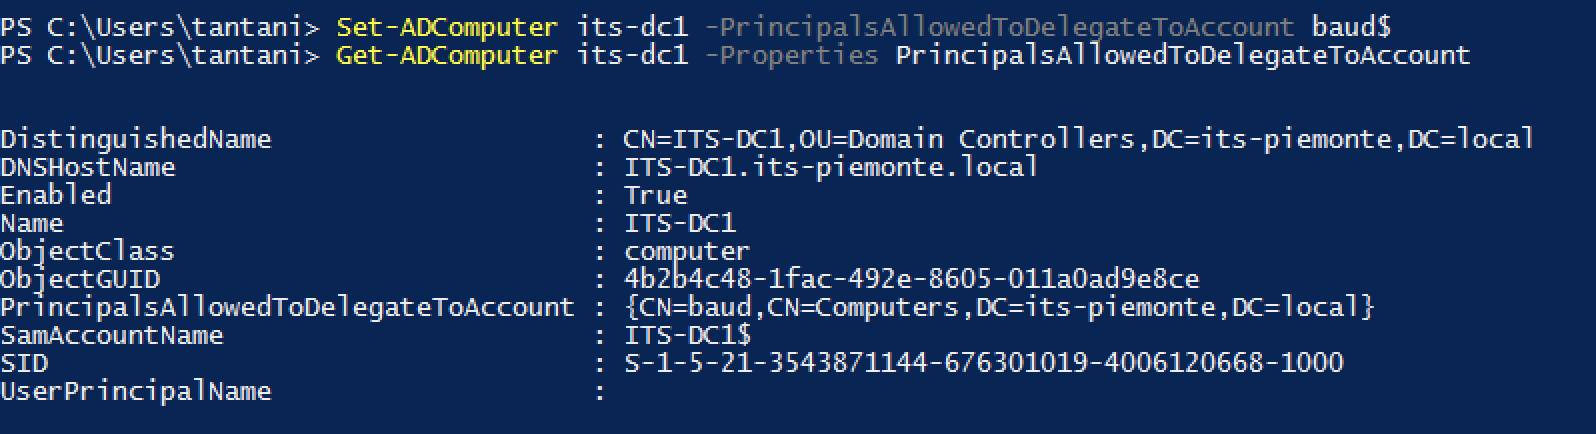 PS C:\Users\tantani> Set-ADComputer its-dc1 -PrincipalsAllowedToDelegateToAccount baud$
PS C:\Users\tantani> Get-ADComputer its-dc1 -Properties PrincipalsAllowedToDelegateToAccount
DistinguishedName : CN=ITS-DC1,OU=Domain Controllers,DC=its-piemonte,DC=local
DNSHostName : ITS-DC1.its-piemonte.local
Enabled : True
Name : ITS-DC1
ObjectClass : computer
ObjectGUID : 4b2b4c48-1fac-492e-8605-011a0ad9e8ce
PrincipalsAllowedToDelegateToAccount : {CN=baud,CN=Computers,DC=its-piemonte,DC=local}
SamAccountName : ITS-DC1$
SID : S-1-5-21-3543871144-676301019-4006120668-1000
UserPrincipalName :